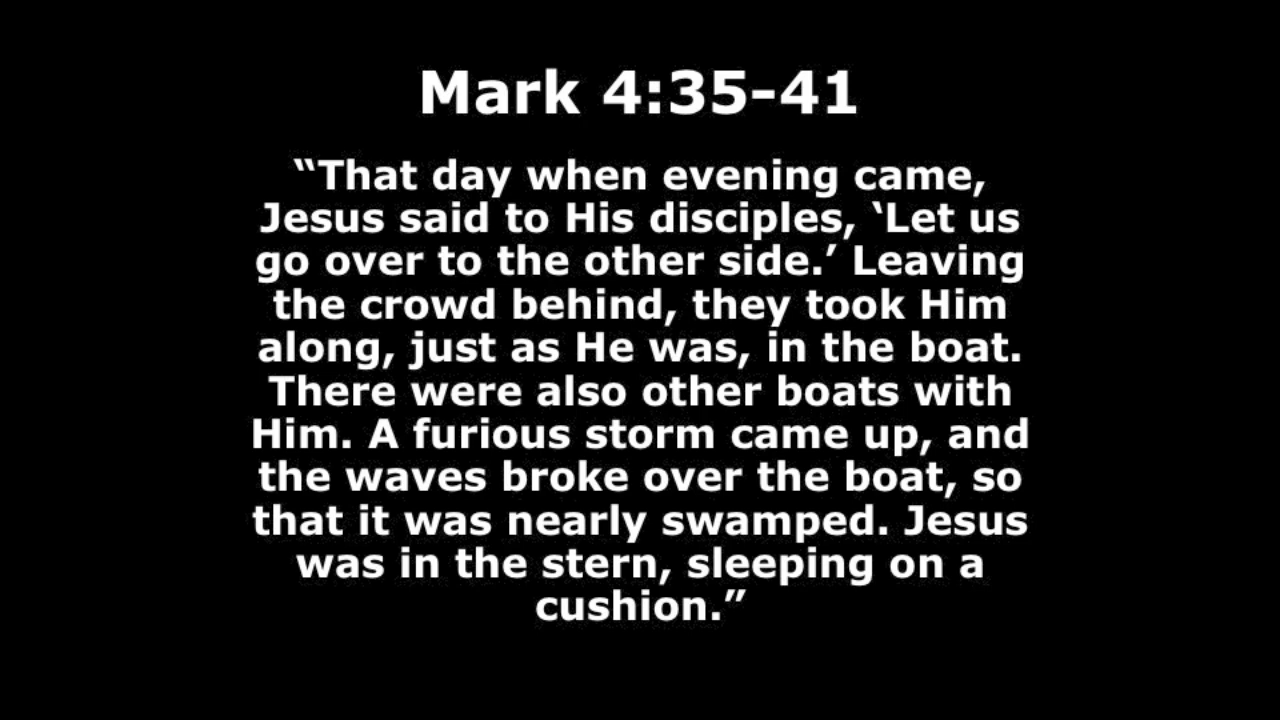 Mark 4:35-41
“That day when evening came,
Jesus said to His disciples, ‘Let us
go over to the other side.’ Leaving
the crowd behind, they took Him
along, just as He was, in the boat.
There were also other boats with
Him. A furious storm came up, and
the waves broke over the boat, so
that it was nearly swamped. Jesus
was in the stern, sleeping on a
cushion.”